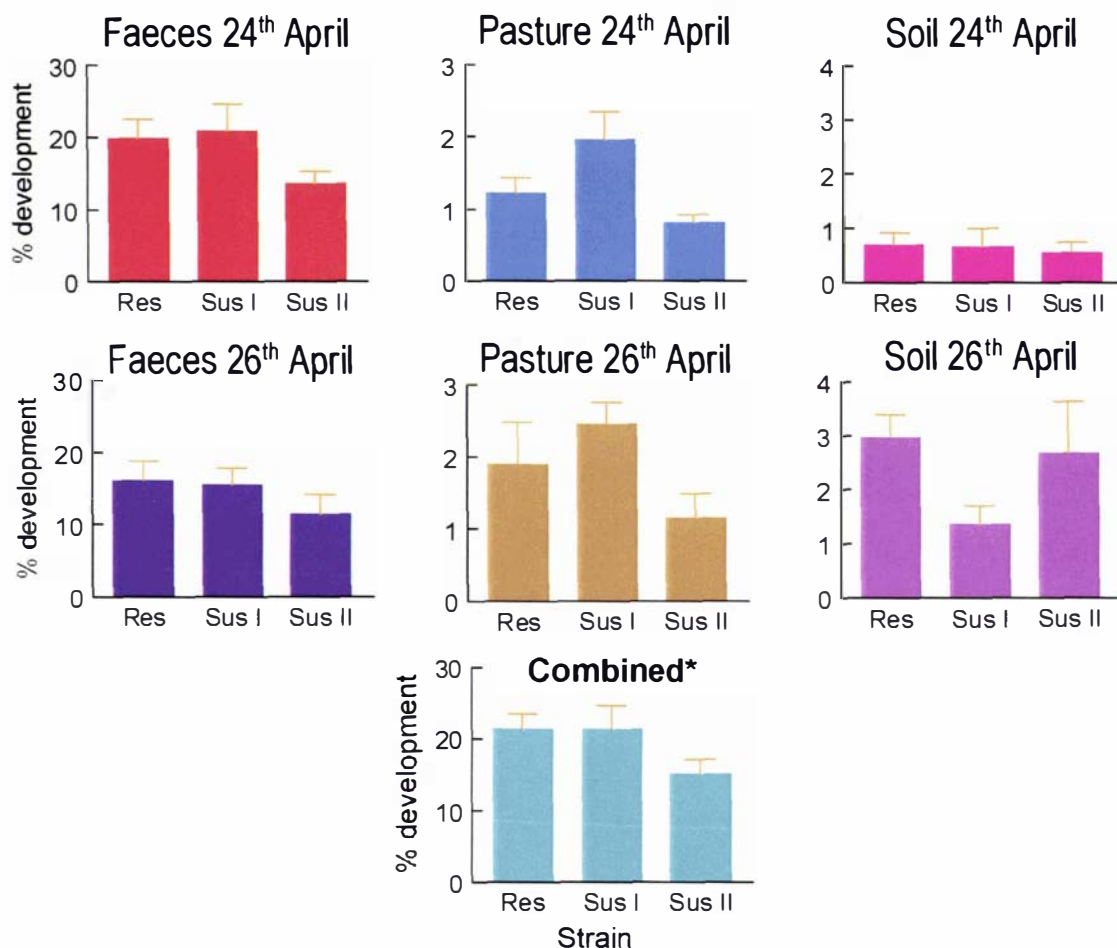 Faeces 24th April
Pasture 24th April
Soil 24th April
% development
30
20
10
0
Res Sus I Sus II
3
2
1
0
Res Sus I Sus II
4
3
2
1
0
Res Sus I Sus II
Faeces 26th April
Pasture 26th April
Soil 26th April
% development
30
20
10
0
Res Sus I Sus II
3
2
1
0
Res Sus I Sus II
4
3
2
1
0
Res Sus I Sus II
Combined*
% development
30
20
10
0
Res Sus I Sus II
Strain